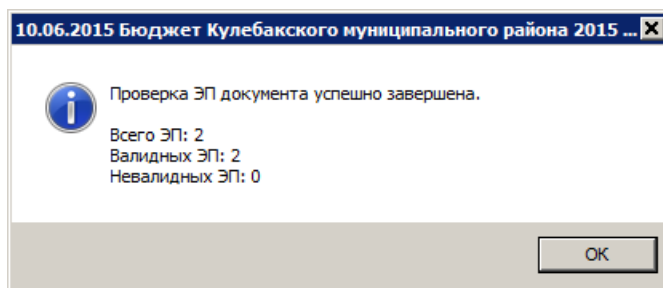 10.06.2015 Бюджет Кулебакского муниципального района 2015 ...
Проверка ЭП документа успешно завершена.
Всего ЭП: 2
Валидных ЭП: 2
Невалидных ЭП: 0
OK